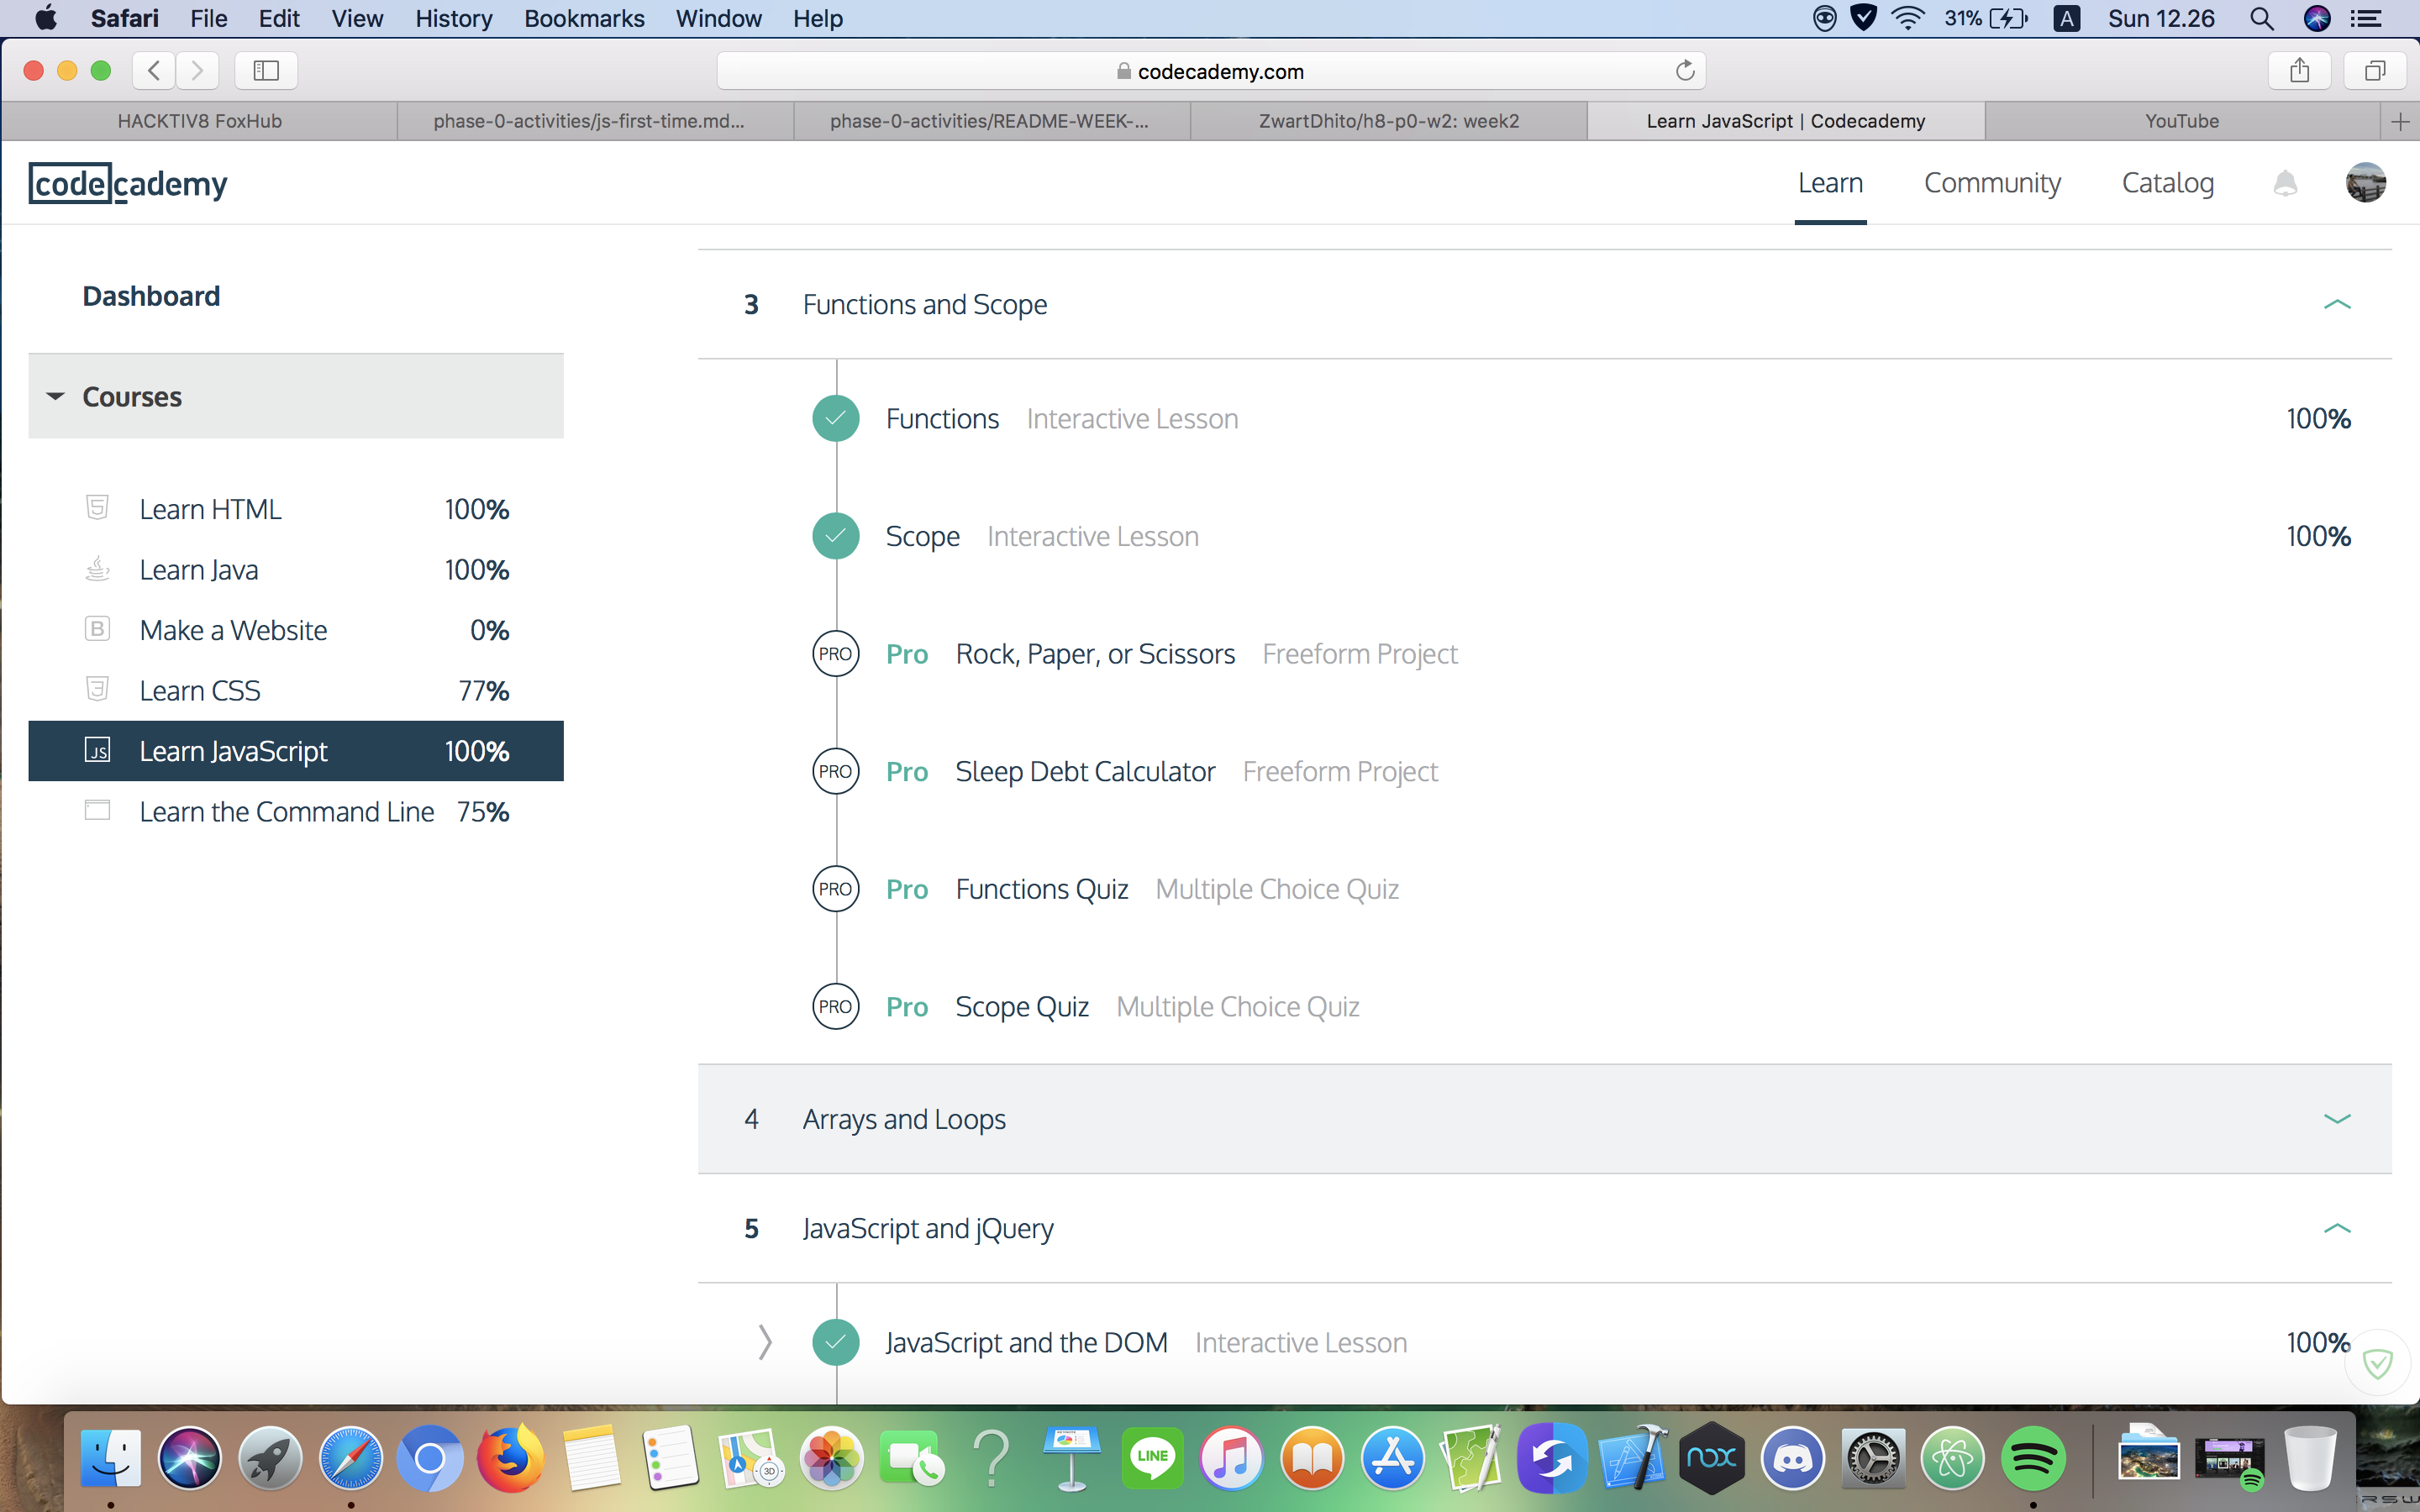 Safari File Edit View History Bookmarks Window Help 31% A Sun 12.26
codecademy.com
HACKTIV8 FoxHub phase-0-activities/js-first-time.md... phase-0-activities/README-WEEK-... ZwartDhito/h8-p0-w2: week2 Learn JavaScript | Codecademy YouTube
codecademy Learn Community Catalog
Dashboard
Courses
Learn HTML 100%
Learn Java 100%
B Make a Website 0%
Learn CSS 77%
JS Learn JavaScript 100%
Learn the Command Line 75%
3 Functions and Scope
Functions Interactive Lesson 100%
Scope Interactive Lesson 100%
PRO Pro Rock, Paper, or Scissors Freeform Project
PRO Pro Sleep Debt Calculator Freeform Project
PRO Pro Functions Quiz Multiple Choice Quiz
PRO Pro Scope Quiz Multiple Choice Quiz
4 Arrays and Loops
5 JavaScript and jQuery
JavaScript and the DOM Interactive Lesson 100%
3D LINE nox